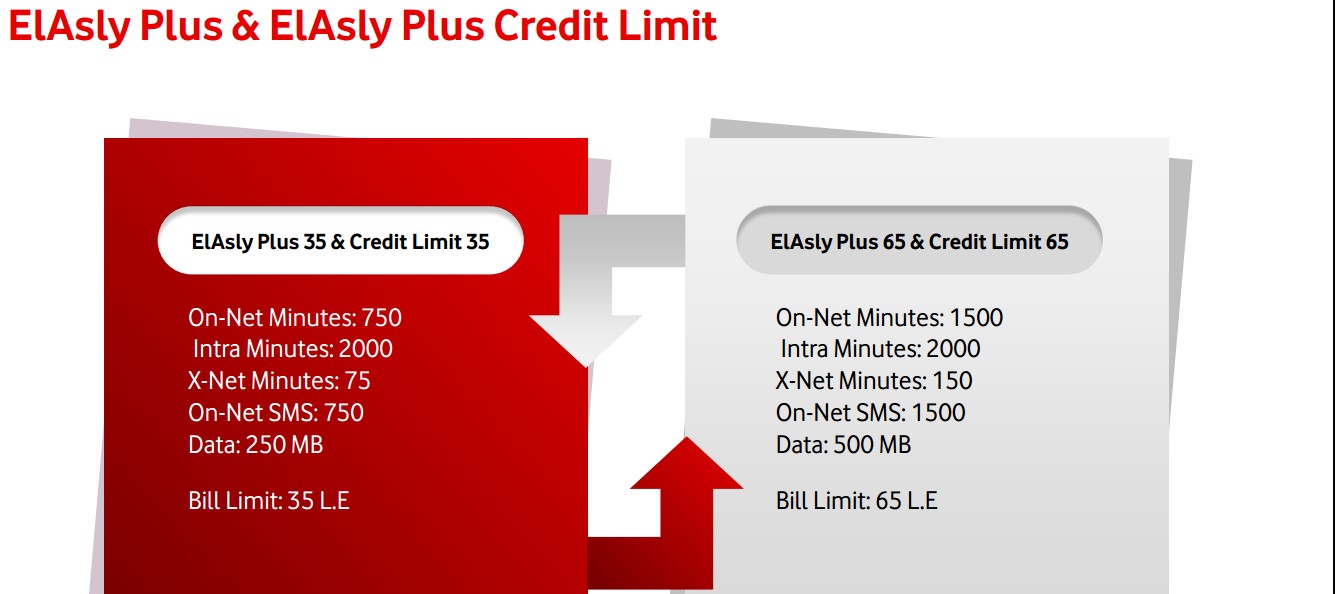 ElAsly Plus & ElAsly Plus Credit Limit
ElAsly Plus 35 & Credit Limit 35
On-Net Minutes: 750
Intra Minutes: 2000
X-Net Minutes: 75
On-Net SMS: 750
Data: 250 MB
Bill Limit: 35 L.E
ElAsly Plus 65 & Credit Limit 65
On-Net Minutes: 1500
Intra Minutes: 2000
X-Net Minutes: 150
On-Net SMS: 1500
Data: 500 MB
Bill Limit: 65 L.E